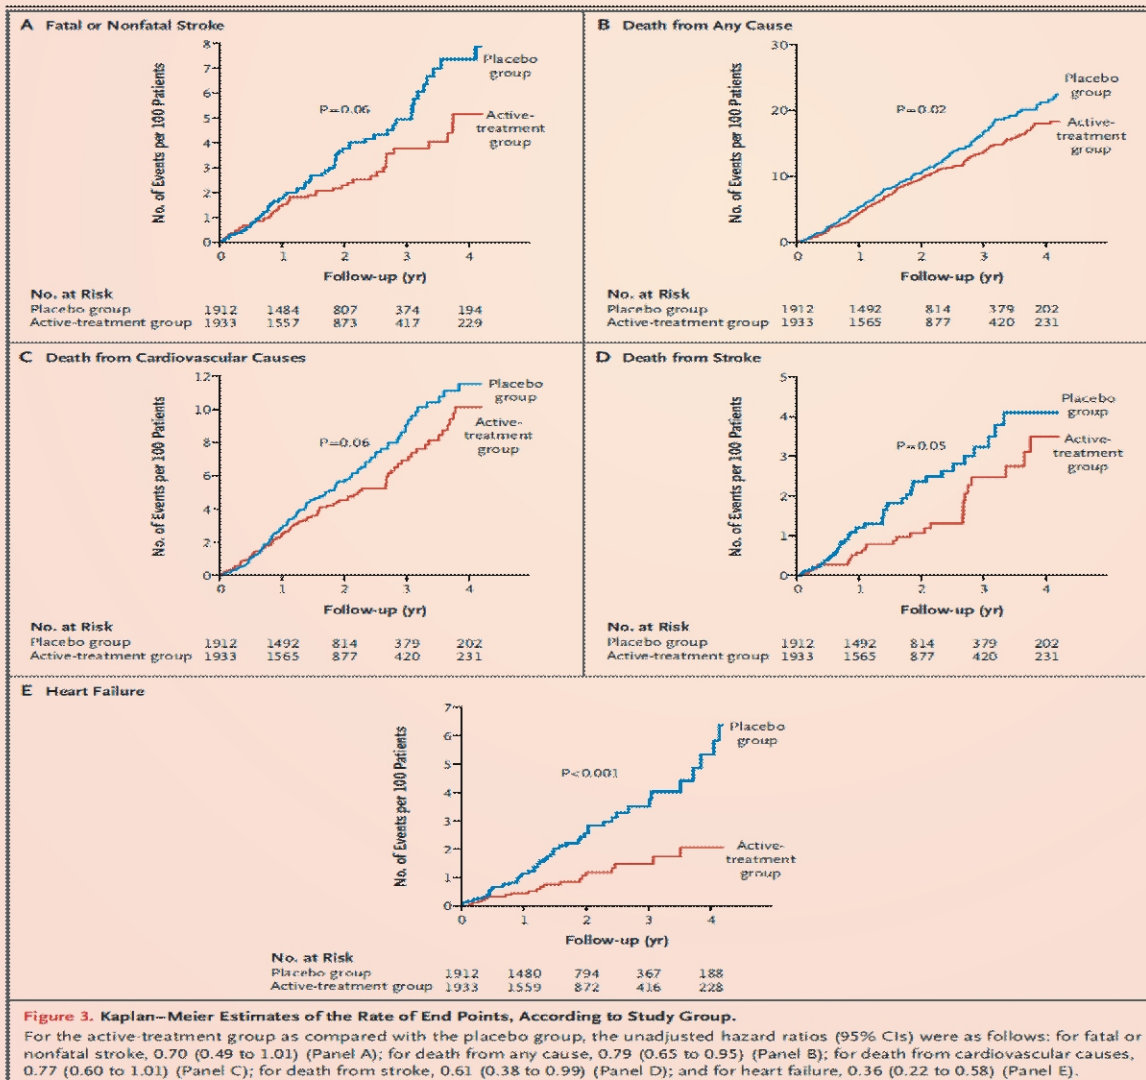 A Fatal or Nonfatal Stroke
No. of Events per 100 Patients
8
7
6
5
4
3
2
1
0
P=0.06
Placebo
group
Active-
treatment
group
0 1 2 3 4
Follow-up (yr)
No. at Risk
Placebo group 1912 1484 807 374 194
Active-treatment group 1933 1557 873 417 229
B Death from Any Cause
No. of Events per 100 Patients
30
20
10
0
P=0.02
Placebo
group
Active-
treatment
group
0 1 2 3 4
Follow-up (yr)
No. at Risk
Placebo group 1912 1492 814 379 202
Active-treatment group 1933 1565 877 420 231
C Death from Cardiovascular Causes
No. of Events per 100 Patients
12
10
8
6
4
2
0
P=0.06
Placebo
group
Active-
treatment
group
0 1 2 3 4
Follow-up (yr)
No. at Risk
Placebo group 1912 1492 814 379 202
Active-treatment group 1933 1565 877 420 231
D Death from Stroke
No. of Events per 100 Patients
5
4
3
2
1
0
P=0.05
Placebo
group
Active-
treatment
group
0 1 2 3 4
Follow-up (yr)
No. at Risk
Placebo group 1912 1492 814 379 202
Active-treatment group 1933 1565 877 420 231
E Heart Failure
No. of Events per 100 Patients
7
6
5
4
3
2
1
0
P<0.001
Placebo
group
Active-
treatment
group
0 1 2 3 4
Follow-up (yr)
No. at Risk
Placebo group 1912 1480 794 367 188
Active-treatment group 1933 1559 872 416 228
Figure 3. Kaplan–Meier Estimates of the Rate of End Points, According to Study Group.
For the active-treatment group as compared with the placebo group, the unadjusted hazard ratios (95% CIs) were as follows: for fatal or
nonfatal stroke, 0.70 (0.49 to 1.01) (Panel A); for death from any cause, 0.79 (0.65 to 0.95) (Panel B); for death from cardiovascular causes,
0.77 (0.60 to 1.01) (Panel C); for death from stroke, 0.61 (0.38 to 0.99) (Panel D); and for heart failure, 0.36 (0.22 to 0.58) (Panel E).